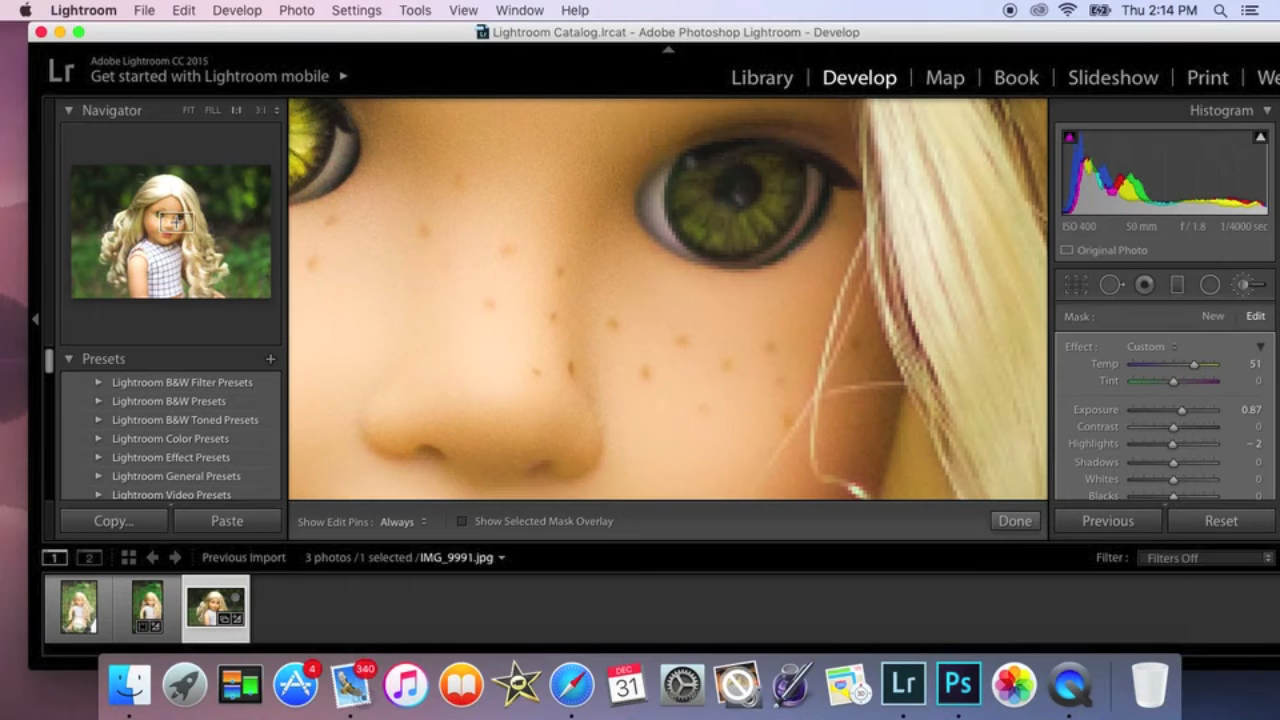 Lightroom File Edit Develop Photo Settings Tools View Window Help Thu 2:14 PM
Lightroom Catalog.lrcat - Adobe Photoshop Lightroom - Develop
Lr Adobe Lightroom CC 2015
Get started with Lightroom mobile
Library | Develop | Map | Book | Slideshow | Print | We
Navigator FIT FILL 1:1 3:1
Histogram
ISO 400 50 mm f / 1.8 1/4000 sec
Original Photo
Mask : New Edit
Effect : Custom
Temp 51
Tint
Exposure 0.87
Contrast 0
Highlights – 2
Shadows 0
Whites 0
Blacks 0
Presets +
Lightroom B&W Filter Presets
Lightroom B&W Presets
Lightroom B&W Toned Presets
Lightroom Color Presets
Lightroom Effect Presets
Lightroom General Presets
Lightroom Video Presets
Copy... Paste
Show Edit Pins : Always Show Selected Mask Overlay Done
Previous Reset
1 2 Previous Import 3 photos / 1 selected / IMG_9991.jpg Filter : Filters Off
4 340 DEC 31 Lr Ps